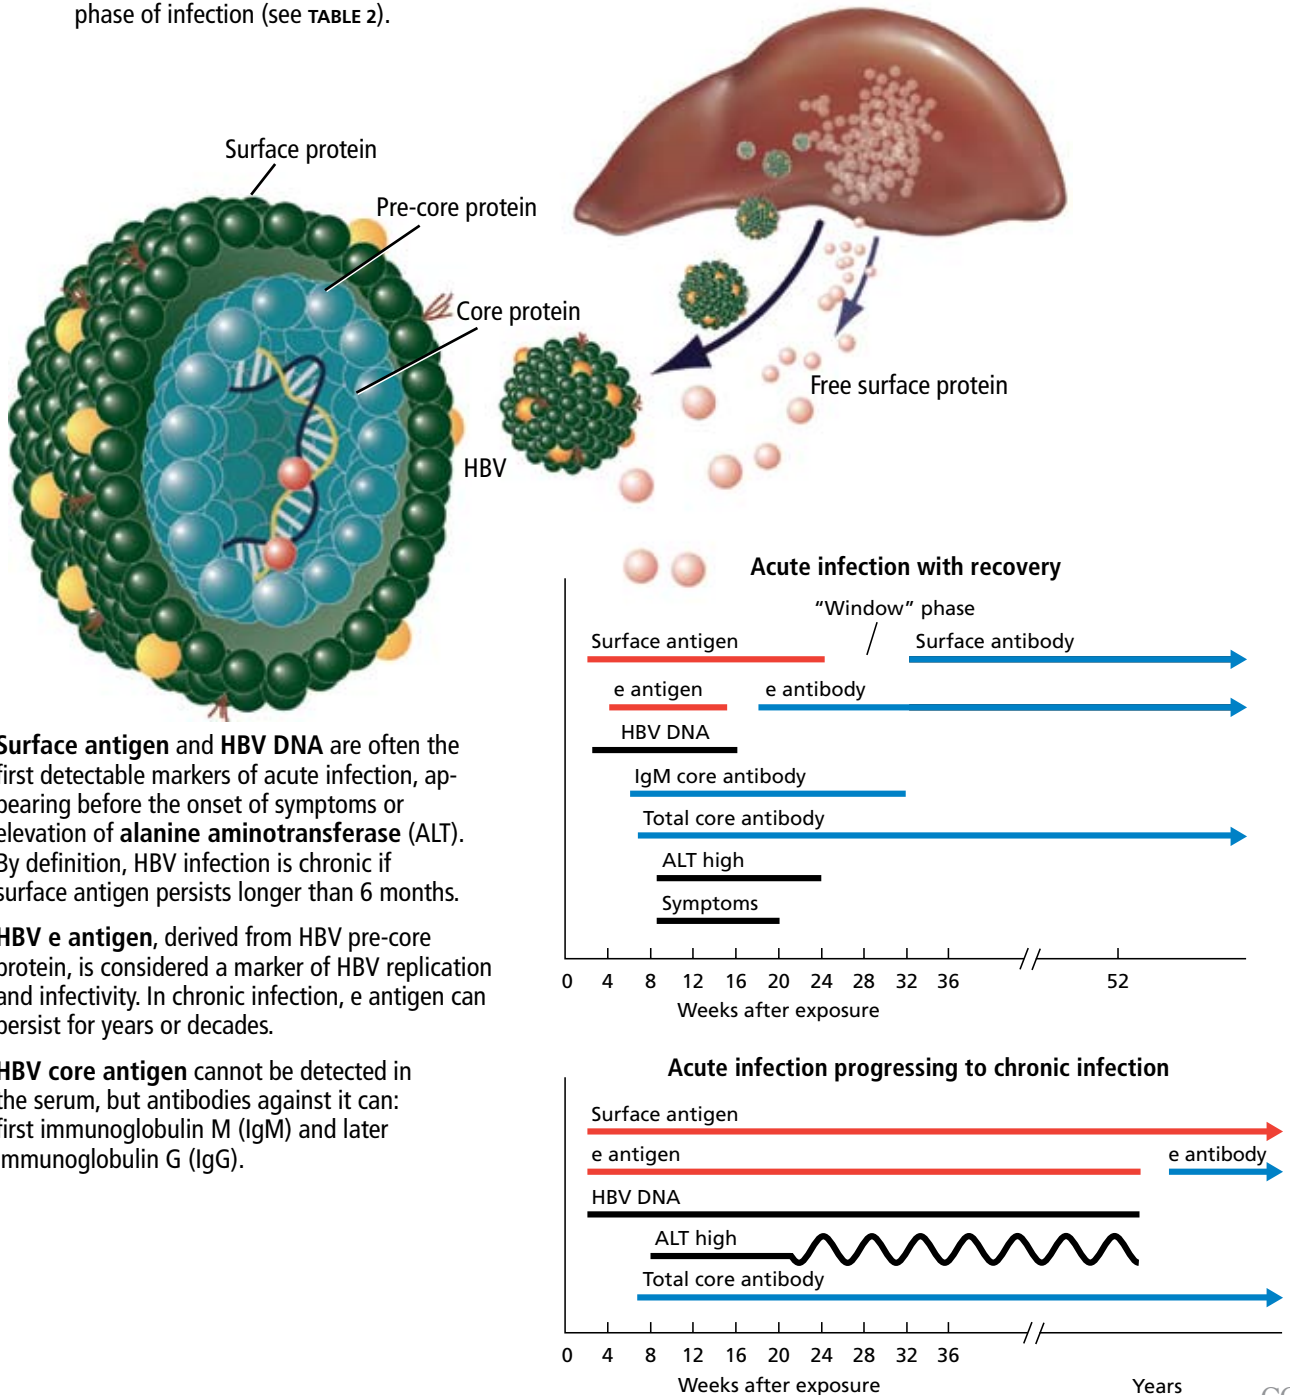 phase of infection (see TABLE 2).
Surface protein
Pre-core protein
Core protein
HBV
Free surface protein
Surface antigen and HBV DNA are often the
first detectable markers of acute infection, ap-
pearing before the onset of symptoms or
elevation of alanine aminotransferase (ALT).
By definition, HBV infection is chronic if
surface antigen persists longer than 6 months.
HBV e antigen, derived from HBV pre-core
protein, is considered a marker of HBV replication
and infectivity. In chronic infection, e antigen can
persist for years or decades.
HBV core antigen cannot be detected in
the serum, but antibodies against it can:
first immunoglobulin M (IgM) and later
immunoglobulin G (IgG).
Acute infection with recovery
“Window” phase
Surface antigen
Surface antibody
e antigen
e antibody
HBV DNA
IgM core antibody
Total core antibody
ALT high
Symptoms
0 4 8 12 16 20 24 28 32 36 52
Weeks after exposure
Acute infection progressing to chronic infection
Surface antigen
e antigen
e antibody
HBV DNA
ALT high
Total core antibody
0 4 8 12 16 20 24 28 32 36
Weeks after exposure
Years